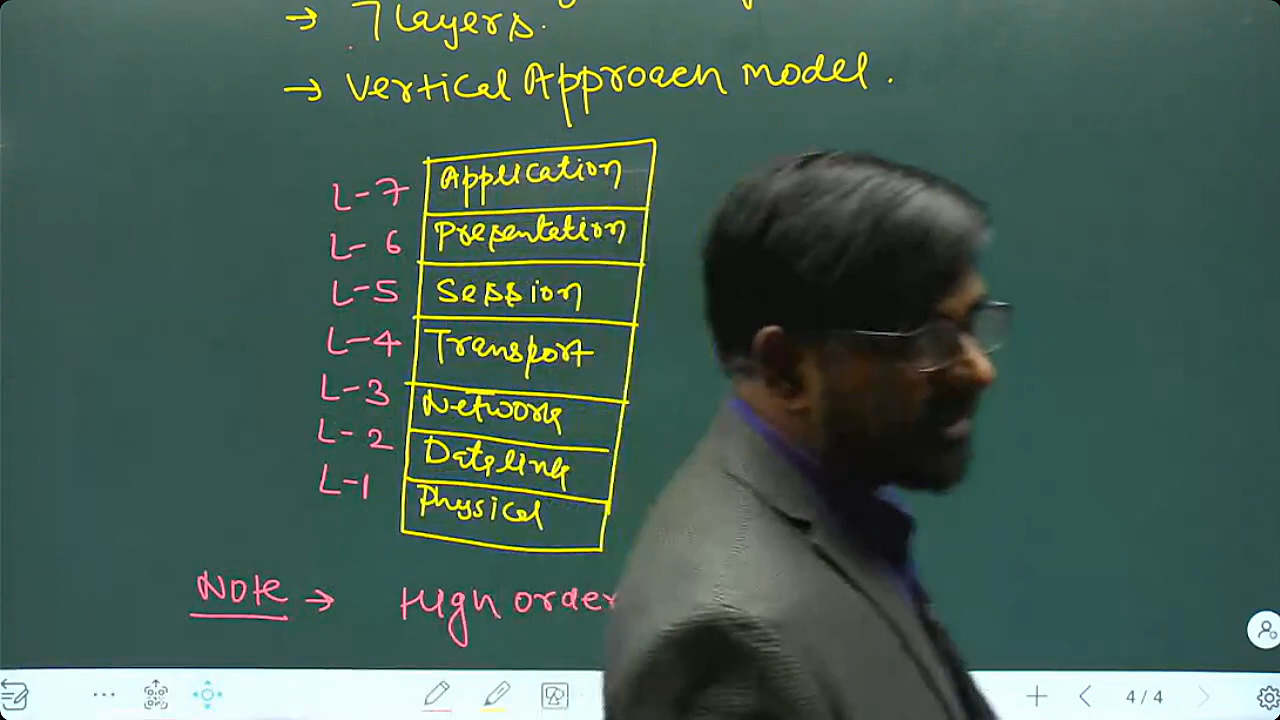 → 7 layers.
→ Vertical Approach model.
L-7 Application
L-6 Presentation
L-5 Session
L-4 Transport
L-3 Network
L-2 Datalink
L-1 Physical
Note → High order
4/4